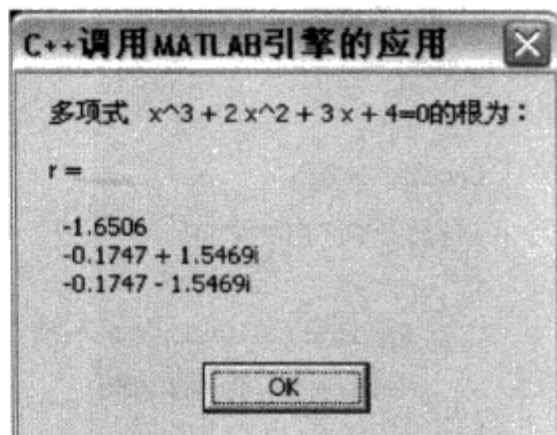 C++调用MATLAB引擎的应用
多项式 x^3 + 2 x^2 + 3 x + 4=0的根为：
r =
-1.6506
-0.1747 + 1.5469i
-0.1747 - 1.5469i
OK